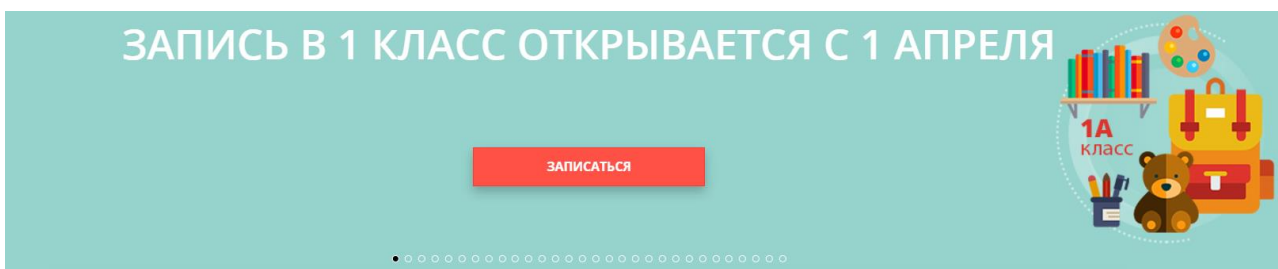 ЗАПИСЬ В 1 КЛАСС ОТКРЫВАЕТСЯ С 1 АПРЕЛЯ
1А
класс
ЗАПИСАТЬСЯ